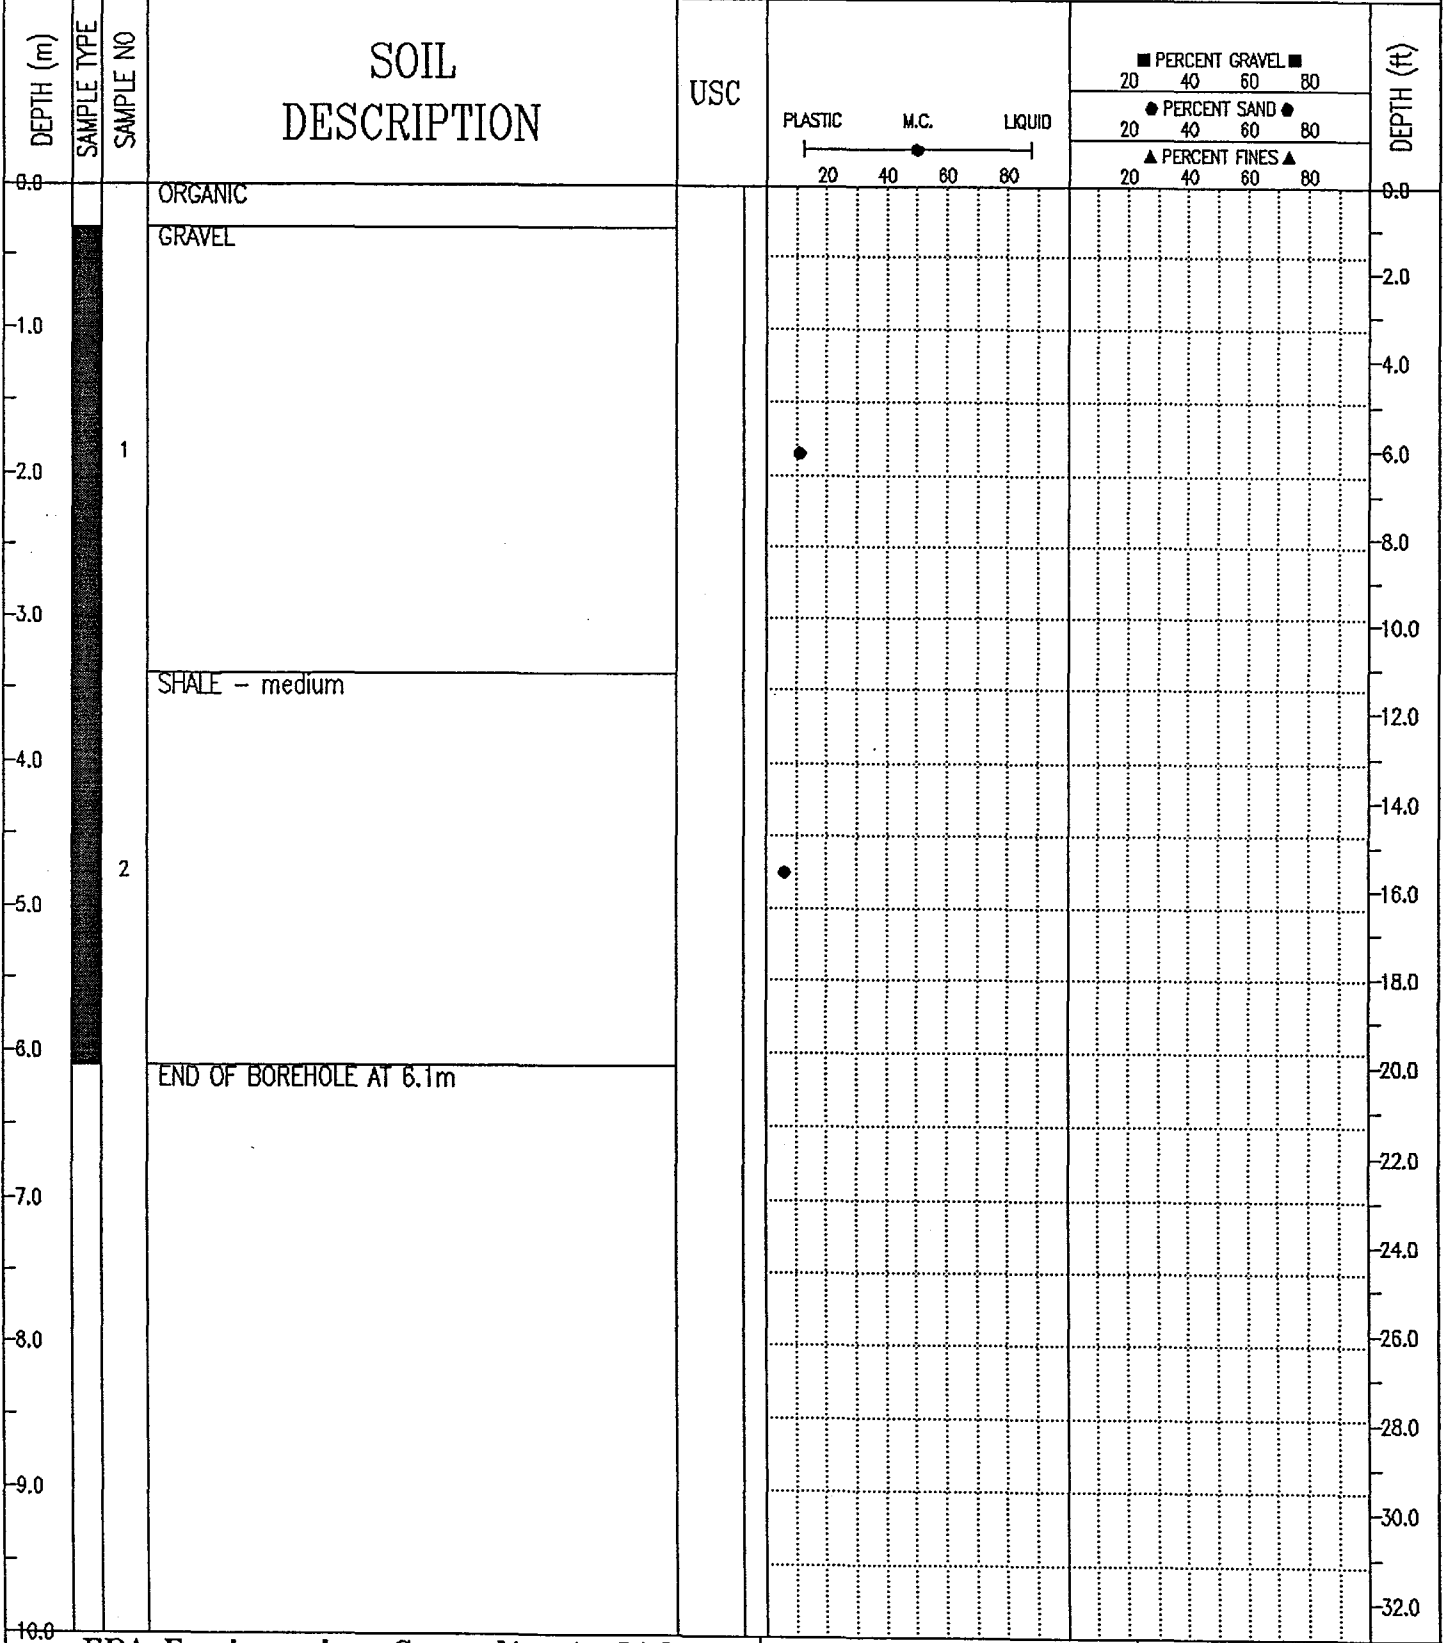 DEPTH (m)
SAMPLE TYPE
SAMPLE NO
SOIL
DESCRIPTION
USC
PLASTIC M.C. LIQUID
20 40 60 80
■ PERCENT GRAVEL ■
20 40 60 80
● PERCENT SAND ●
20 40 60 80
▲ PERCENT FINES ▲
20 40 60 80
DEPTH (ft)
0.0
ORGANIC
0.0
GRAVEL
2.0
1.0
4.0
1
6.0
2.0
8.0
3.0
10.0
SHALE – medium
12.0
4.0
14.0
2
16.0
5.0
18.0
6.0
20.0
END OF BOREHOLE AT 6.1m
22.0
7.0
24.0
8.0
26.0
28.0
9.0
30.0
32.0
10.0